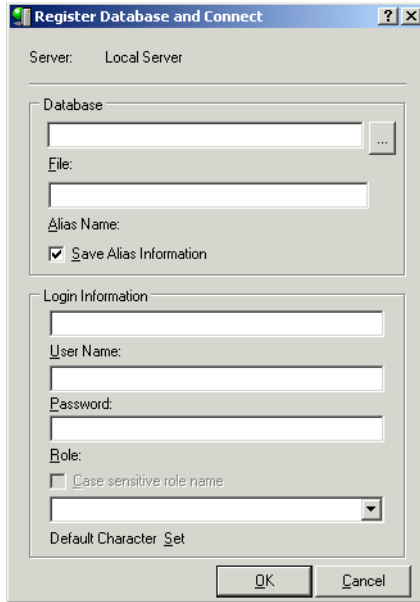 Register Database and Connect
Server: Local Server
Database
...
File:
Alias Name:
Save Alias Information
Login Information
User Name:
Password:
Role:
Case sensitive role name
Default Character Set
OK Cancel